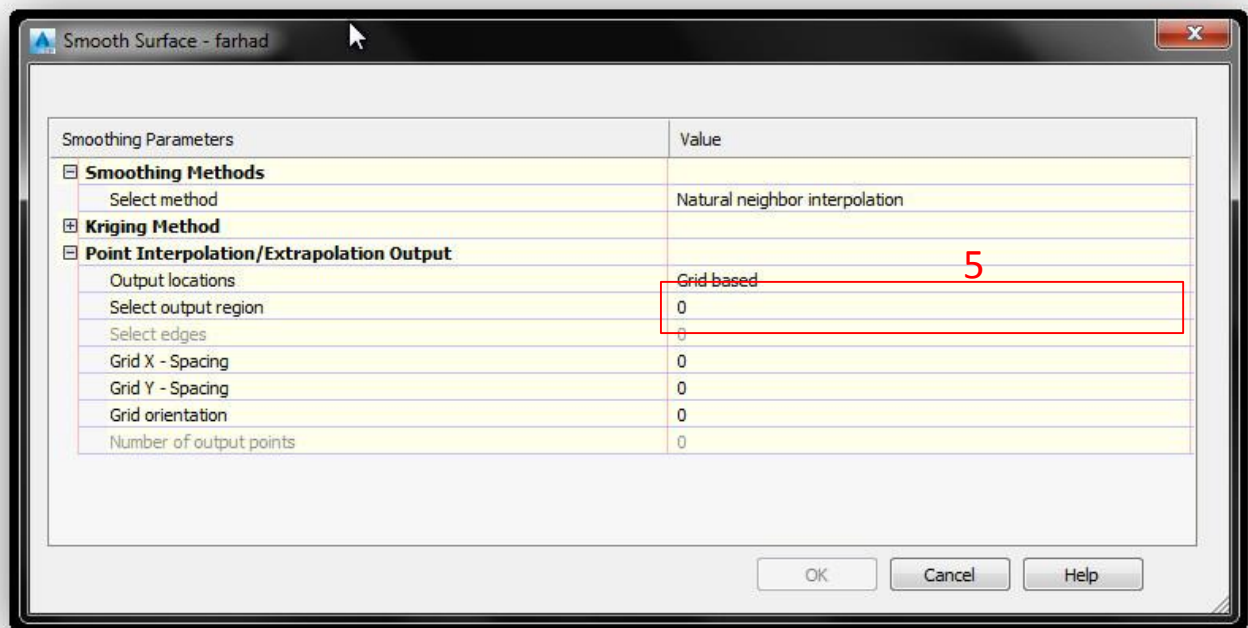 Smooth Surface - farhad
Smoothing Parameters Value
Smoothing Methods
Select method Natural neighbor interpolation
Kriging Method
Point Interpolation/Extrapolation Output
5
Output locations Grid based
Select output region 0
Select edges 0
Grid X - Spacing 0
Grid Y - Spacing 0
Grid orientation 0
Number of output points 0
OK Cancel Help